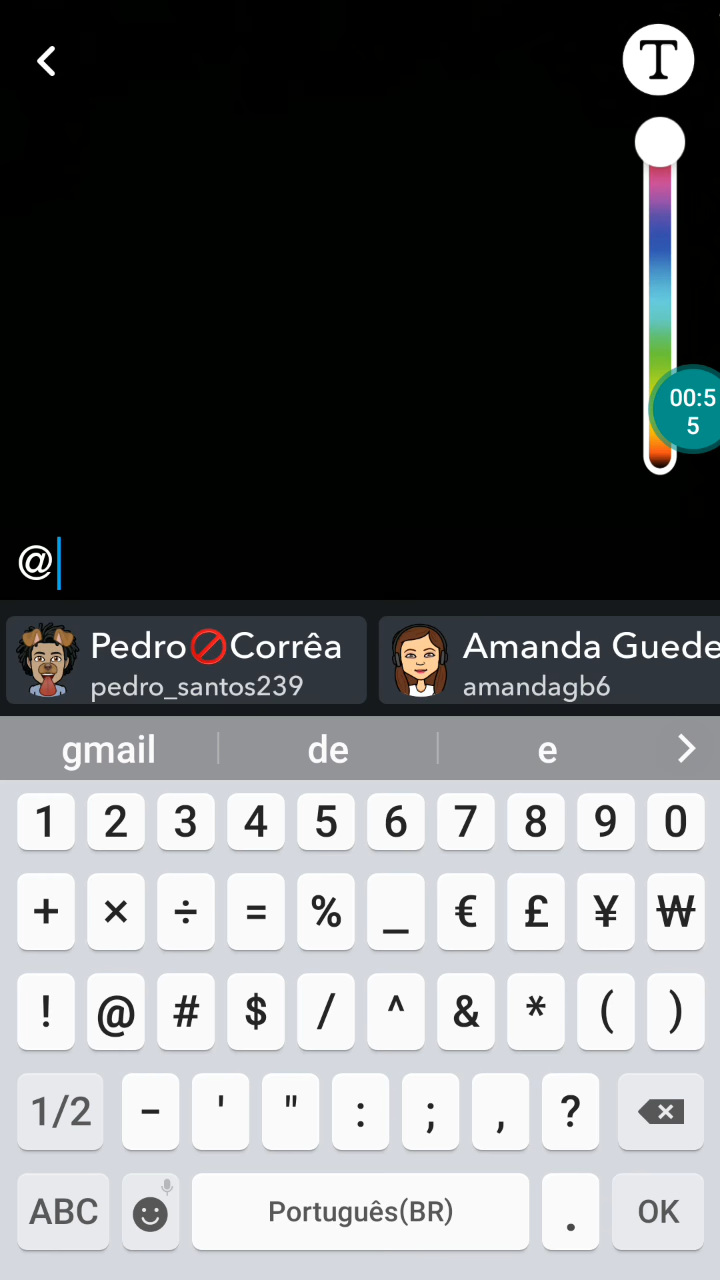 T
00:5
5
@
Pedro🚫Corrêa
pedro_santos239
Amanda Guede
amandagb6
gmail de e
1 2 3 4 5 6 7 8 9 0
+ × ÷ = % _ € £ ¥ ₩
! @ # $ / ^ & * ( )
1/2 - ' " : ; , ?
ABC Português(BR) . OK